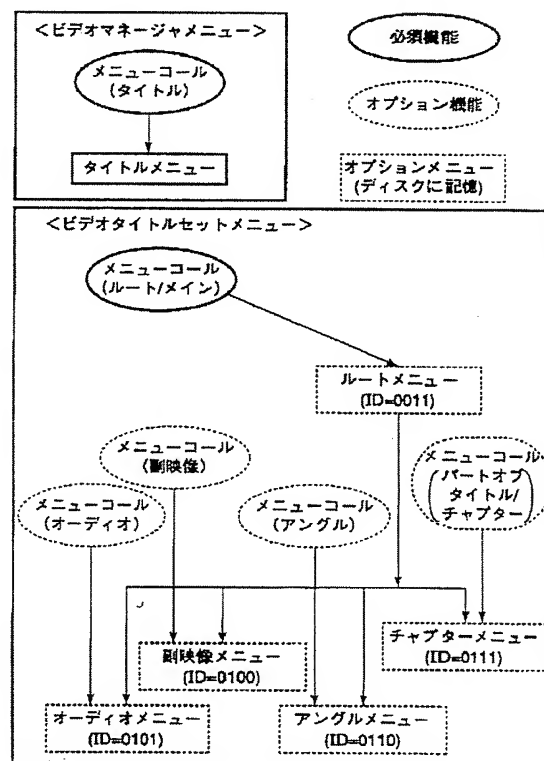 <ビデオマネージャメニュー>
メニューコール
(タイトル)
タイトルメニュー
必須機能
オプション機能
オプションメニュー
(ディスクに記憶)
<ビデオタイトルセットメニュー>
メニューコール
(ルート/メイン)
ルートメニュー
(ID=0011)
メニューコール
(副映像)
メニューコール
(オーディオ)
メニューコール
(アングル)
メニューコール
(パートオブ
タイトル/
チャプター)
副映像メニュー
(ID=0100)
チャプターメニュー
(ID=0111)
オーディオメニュー
(ID=0101)
アングルメニュー
(ID=0110)